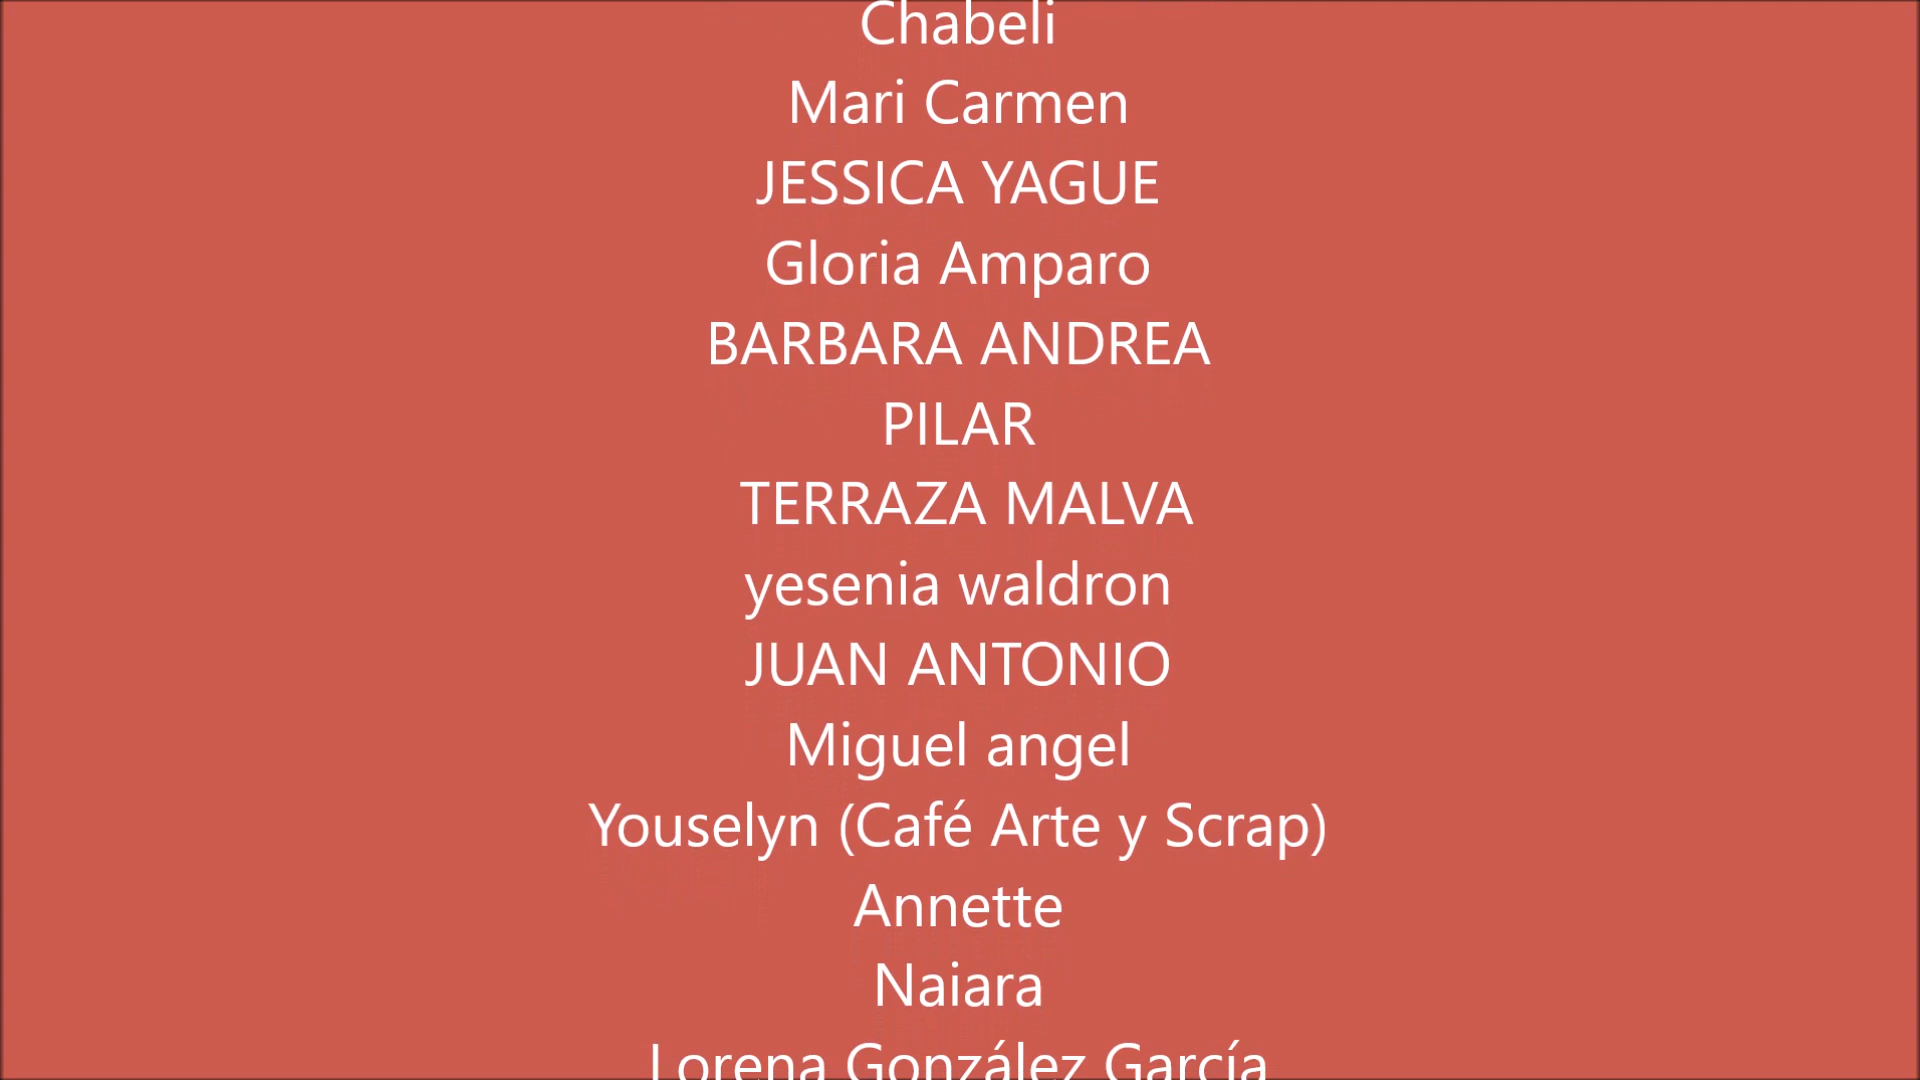 Chabeli
Mari Carmen
JESSICA YAGUE
Gloria Amparo
BARBARA ANDREA
PILAR
TERRAZA MALVA
yesenia waldron
JUAN ANTONIO
Miguel angel
Youselyn (Café Arte y Scrap)
Annette
Naiara
Lorena González García